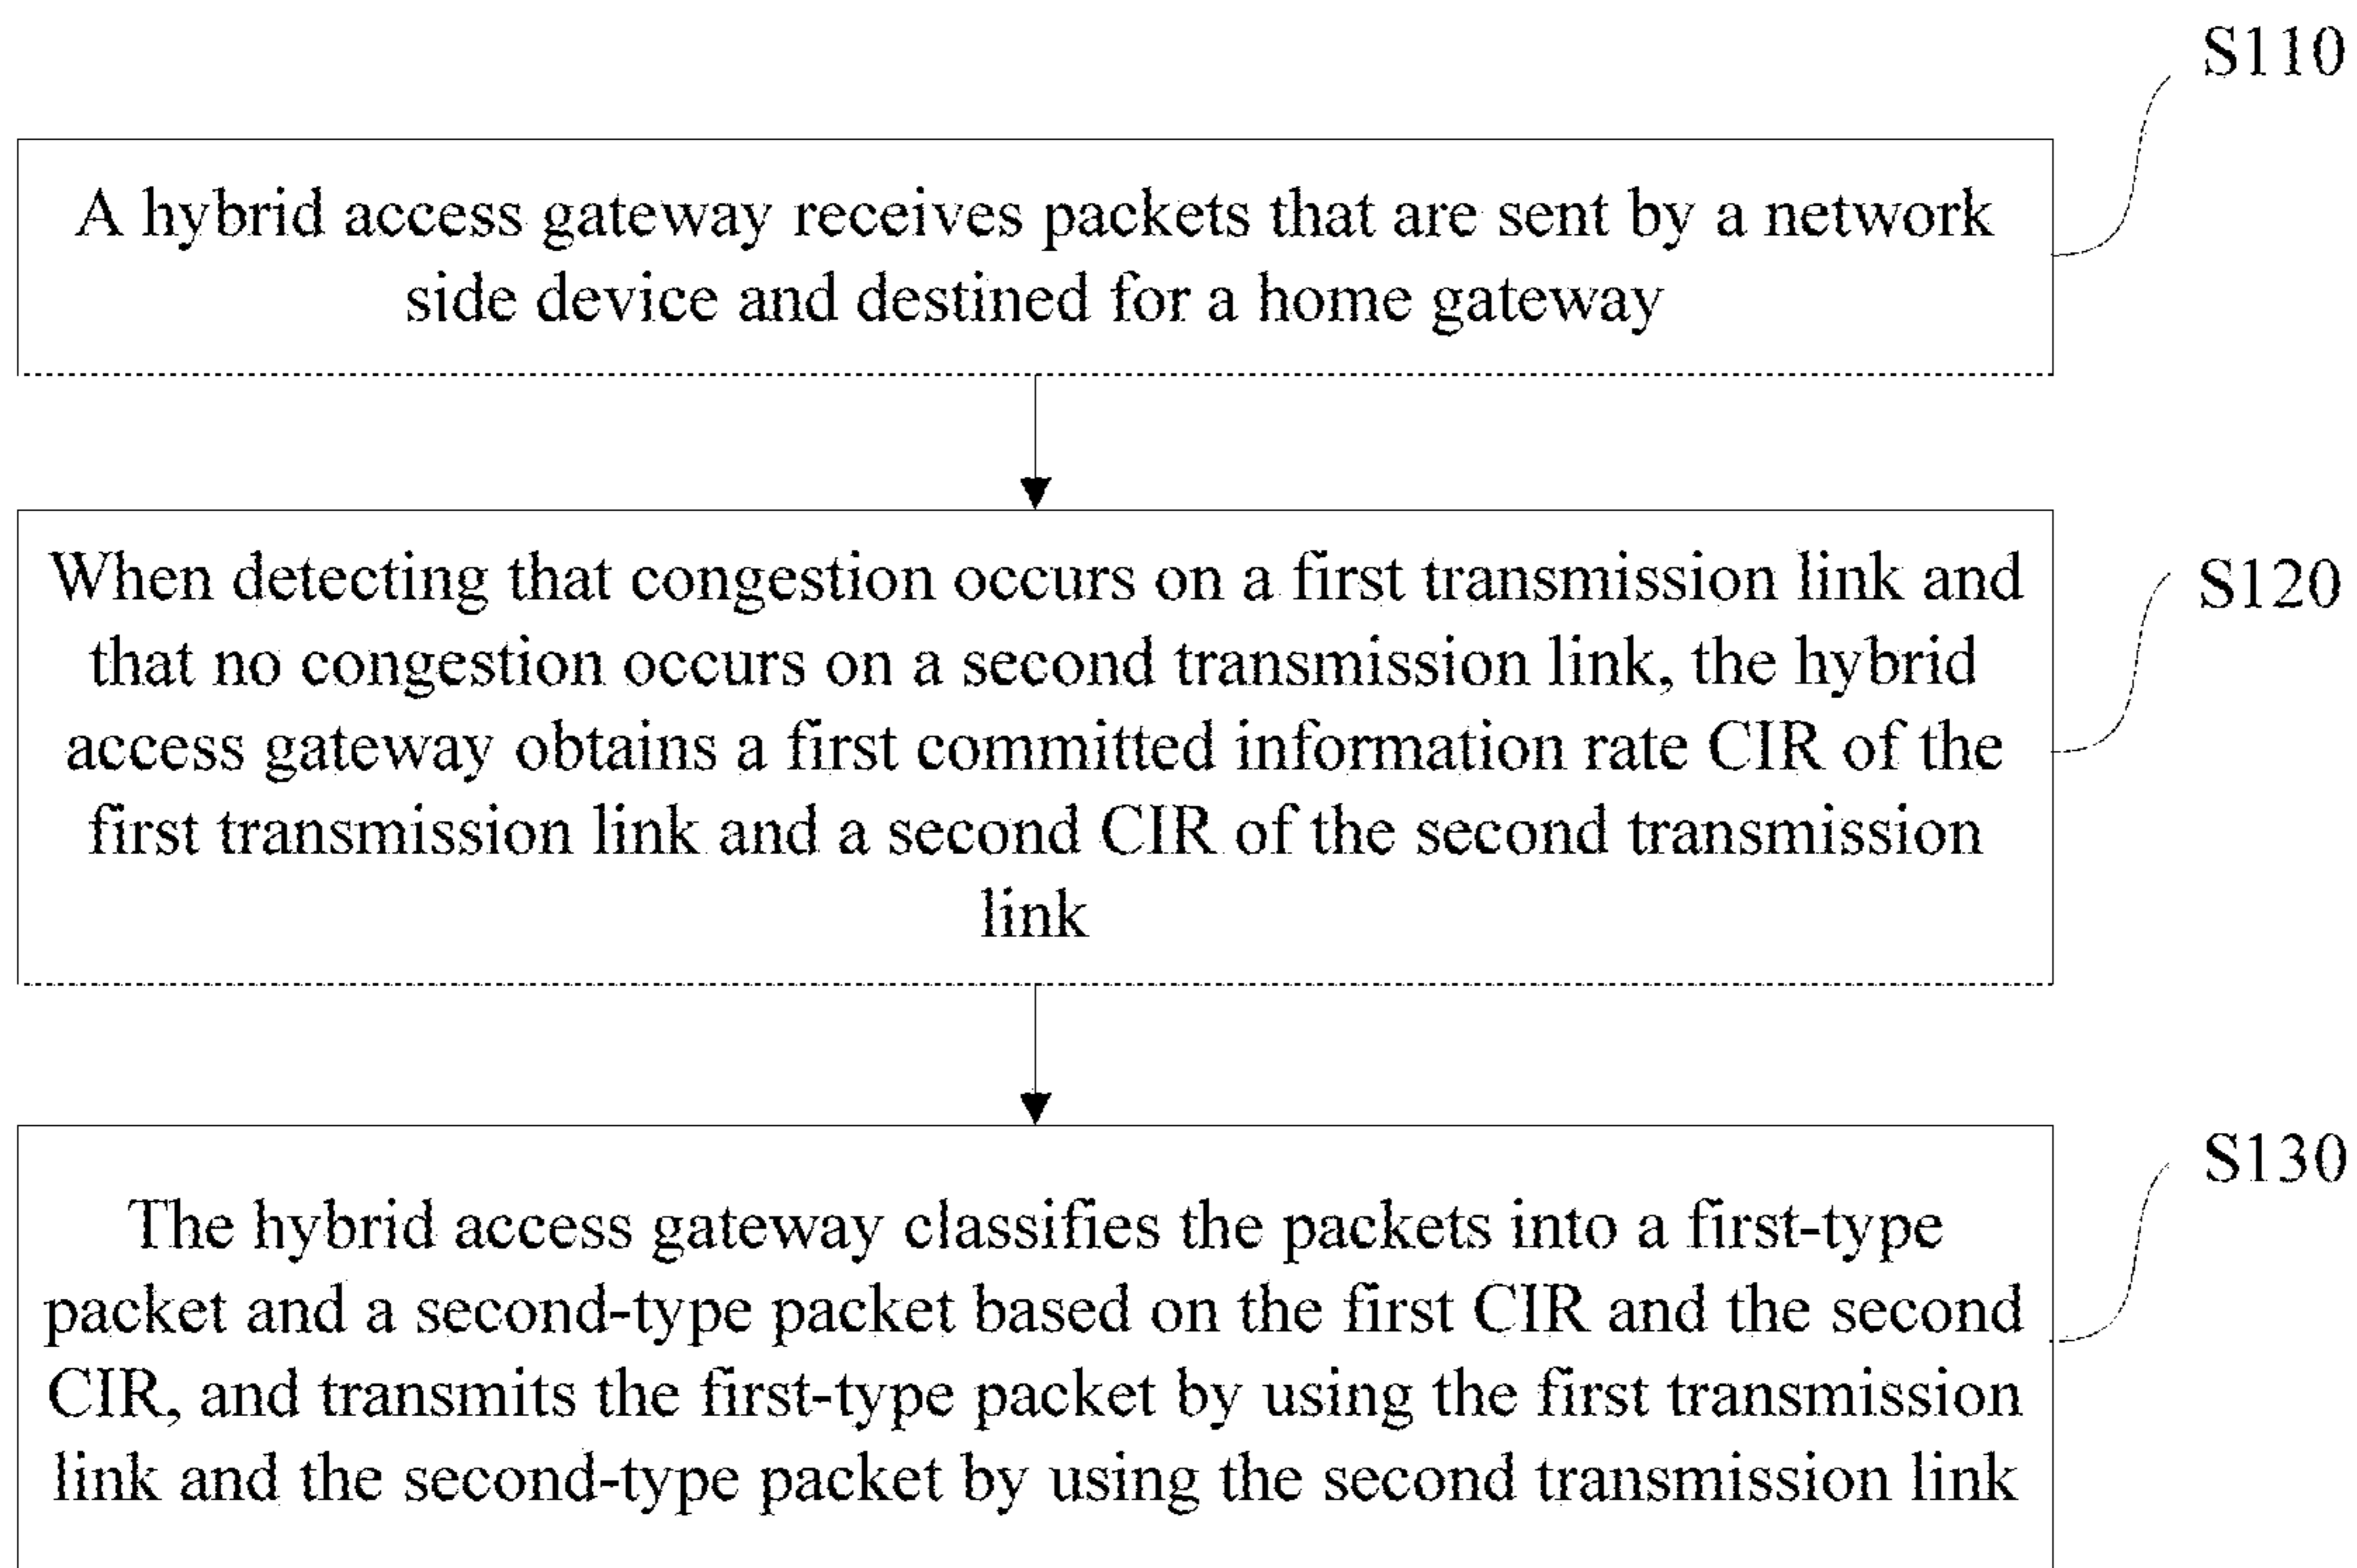 S110
A hybrid access gateway receives packets that are sent by a network
side device and destined for a home gateway
When detecting that congestion occurs on a first transmission link and
that no congestion occurs on a second transmission link, the hybrid
access gateway obtains a first committed information rate CIR of the
first transmission link and a second CIR of the second transmission
link
S120
The hybrid access gateway classifies the packets into a first-type
packet and a second-type packet based on the first CIR and the second
CIR, and transmits the first-type packet by using the first transmission
link and the second-type packet by using the second transmission link
S130